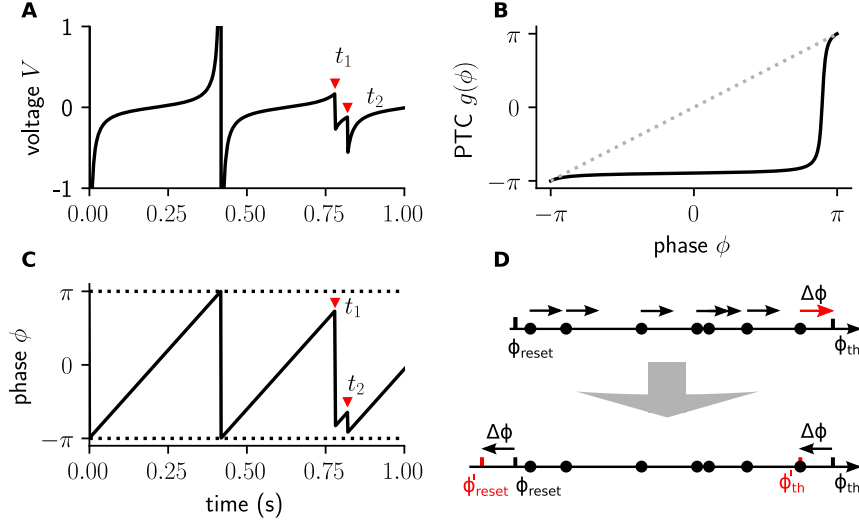 A
voltage V
1
0
-1
t₁
t₂
0.00 0.25 0.50 0.75 1.00
B
PTC g(ϕ)
π
0
−π
−π 0 π
phase ϕ
C
phase ϕ
π
0
−π
t₁
t₂
0.00 0.25 0.50 0.75 1.00
time (s)
D
Δϕ
ϕreset ϕth
Δϕ Δϕ
ϕ'reset ϕreset ϕ'th ϕth